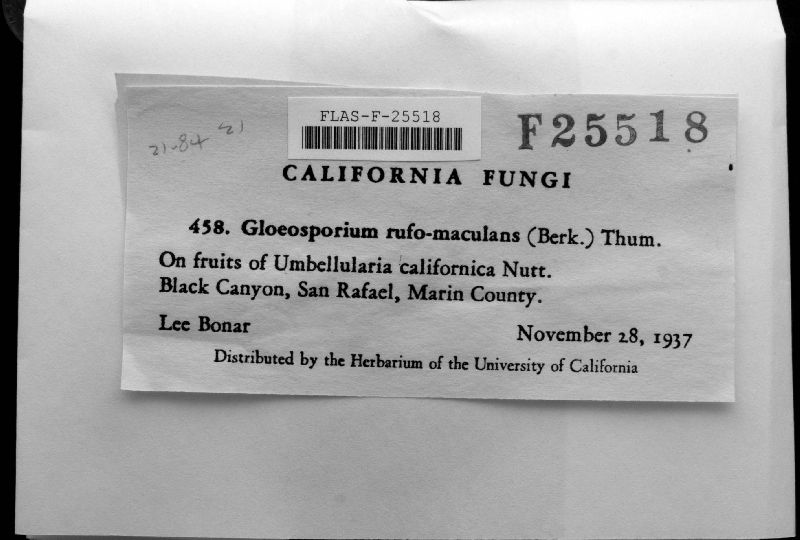 FLAS-F-25518
F25518
21-84 21
CALIFORNIA FUNGI
458. Gloeosporium rufo-maculans (Berk.) Thum.
On fruits of Umbellularia californica Nutt.
Black Canyon, San Rafael, Marin County.
Lee Bonar
November 28, 1937
Distributed by the Herbarium of the University of California